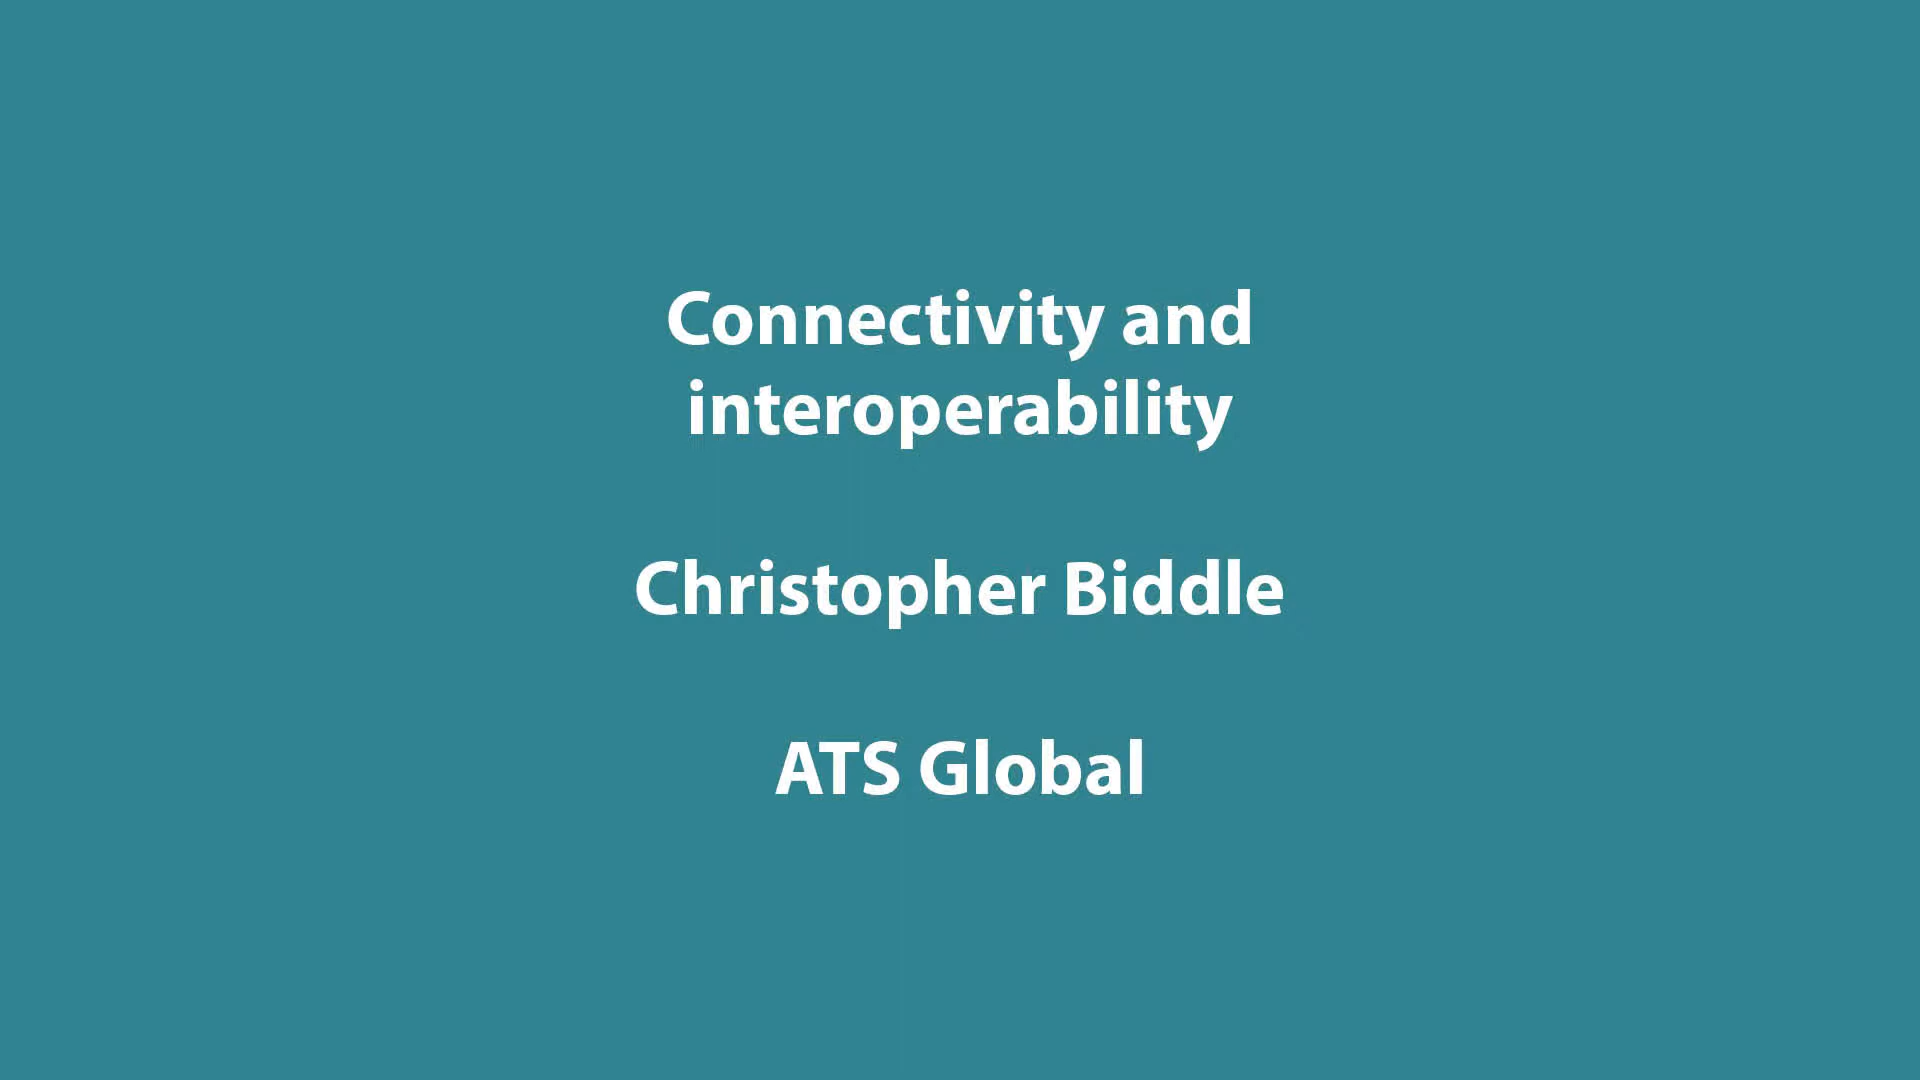 Connectivity and
interoperability
Christopher Biddle
ATS Global